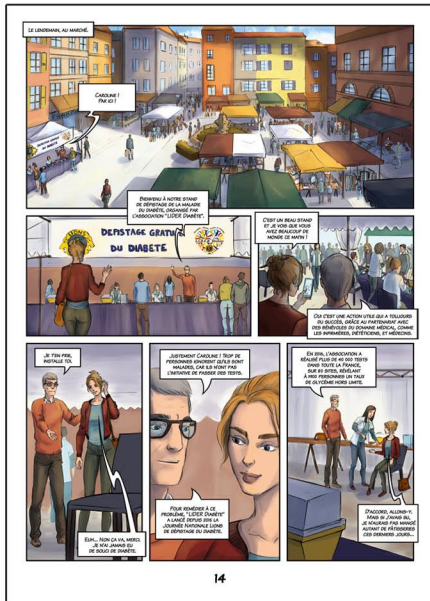 LE LENDEMAIN, AU MARCHÉ.
CAROLINE !
PAR ICI !
BIENVENU À NOTRE STAND
DE DÉPISTAGE DE LA MALADIE
DU DIABÈTE, ORGANISÉ PAR
L'ASSOCIATION "LIDER DIABÈTE".
DEPISTAGE GRATUIT
DU DIABETE
C'EST UN BEAU STAND
ET JE VOIS QUE VOUS
AVEZ BEAUCOUP DE
MONDE CE MATIN !
OUI C'EST UNE ACTION UTILE QUI A TOUJOURS
DU SUCCÈS, GRÂCE AU PARTENARIAT AVEC
DES BÉNÉVOLES DU DOMAINE MÉDICAL, COMME
LES INFIRMIÈRES, DIÉTÉTICIENS, ET MÉDECINS.
JE T'EN PRIE,
INSTALLE TOI.
EUH... NON ÇA VA, MERCI.
JE N'AI JAMAIS EU
DE SOUCI DE DIABÈTE.
JUSTEMENT CAROLINE ! TROP DE
PERSONNES IGNORENT QU'ILS SONT
MALADES, CAR ILS N'ONT PAS
L'INITIATIVE DE PASSER DES TESTS.
POUR REMÉDIER À CE
PROBLÈME, "LIDER DIABÈTE"
A LANCÉ DEPUIS 2015 LA
JOURNÉE NATIONALE LIONS
DE DÉPISTAGE DU DIABÈTE.
EN 2016, L'ASSOCIATION A
RÉALISÉ PLUS DE 40 000 TESTS
DANS TOUTE LA FRANCE,
SUR 811 SITES, RÉVÉLANT
À 1900 PERSONNES UN TAUX
DE GLYCÉMIE HORS LIMITE.
D'ACCORD, ALLONS-Y.
MAIS SI J'AVAIS SU,
JE N'AURAIS PAS MANGÉ
AUTANT DE PÂTISSERIES
CES DERNIERS JOURS...
14